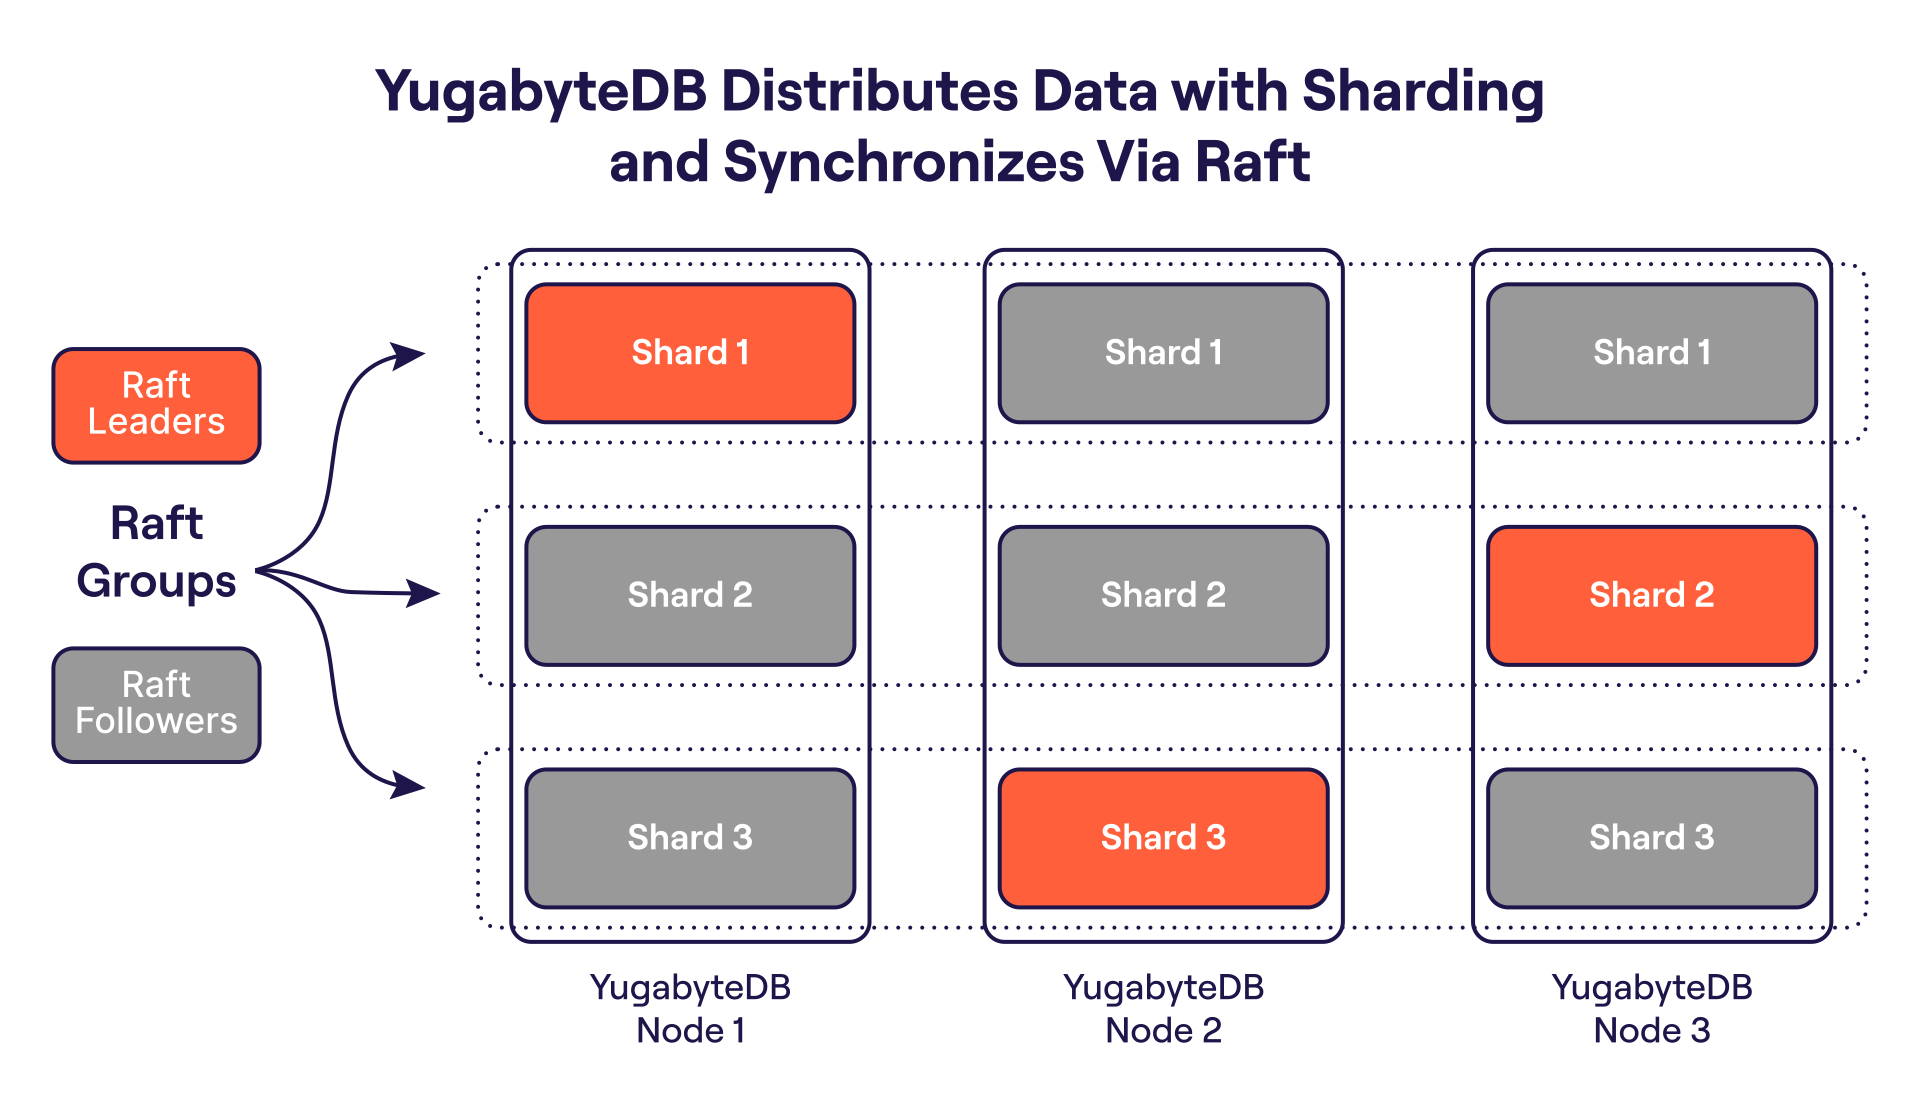 YugabyteDB Distributes Data with Sharding
and Synchronizes Via Raft
Raft
Leaders
Raft
Groups
Raft
Followers
Shard 1
Shard 1
Shard 1
Shard 2
Shard 2
Shard 2
Shard 3
Shard 3
Shard 3
YugabyteDB
Node 1
YugabyteDB
Node 2
YugabyteDB
Node 3